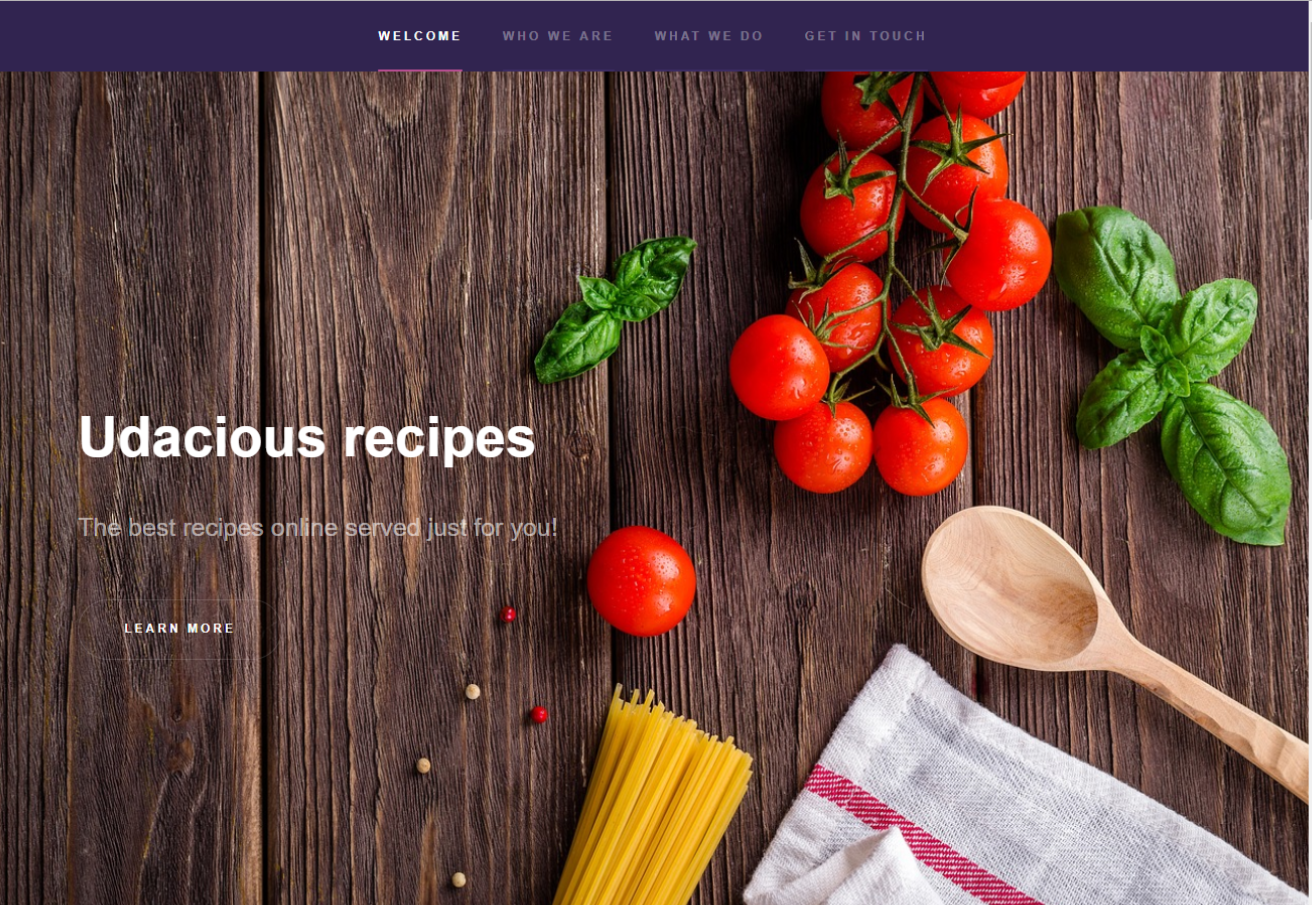 WELCOME WHO WE ARE WHAT WE DO GET IN TOUCH
Udacious recipes
The best recipes online served just for you!
LEARN MORE